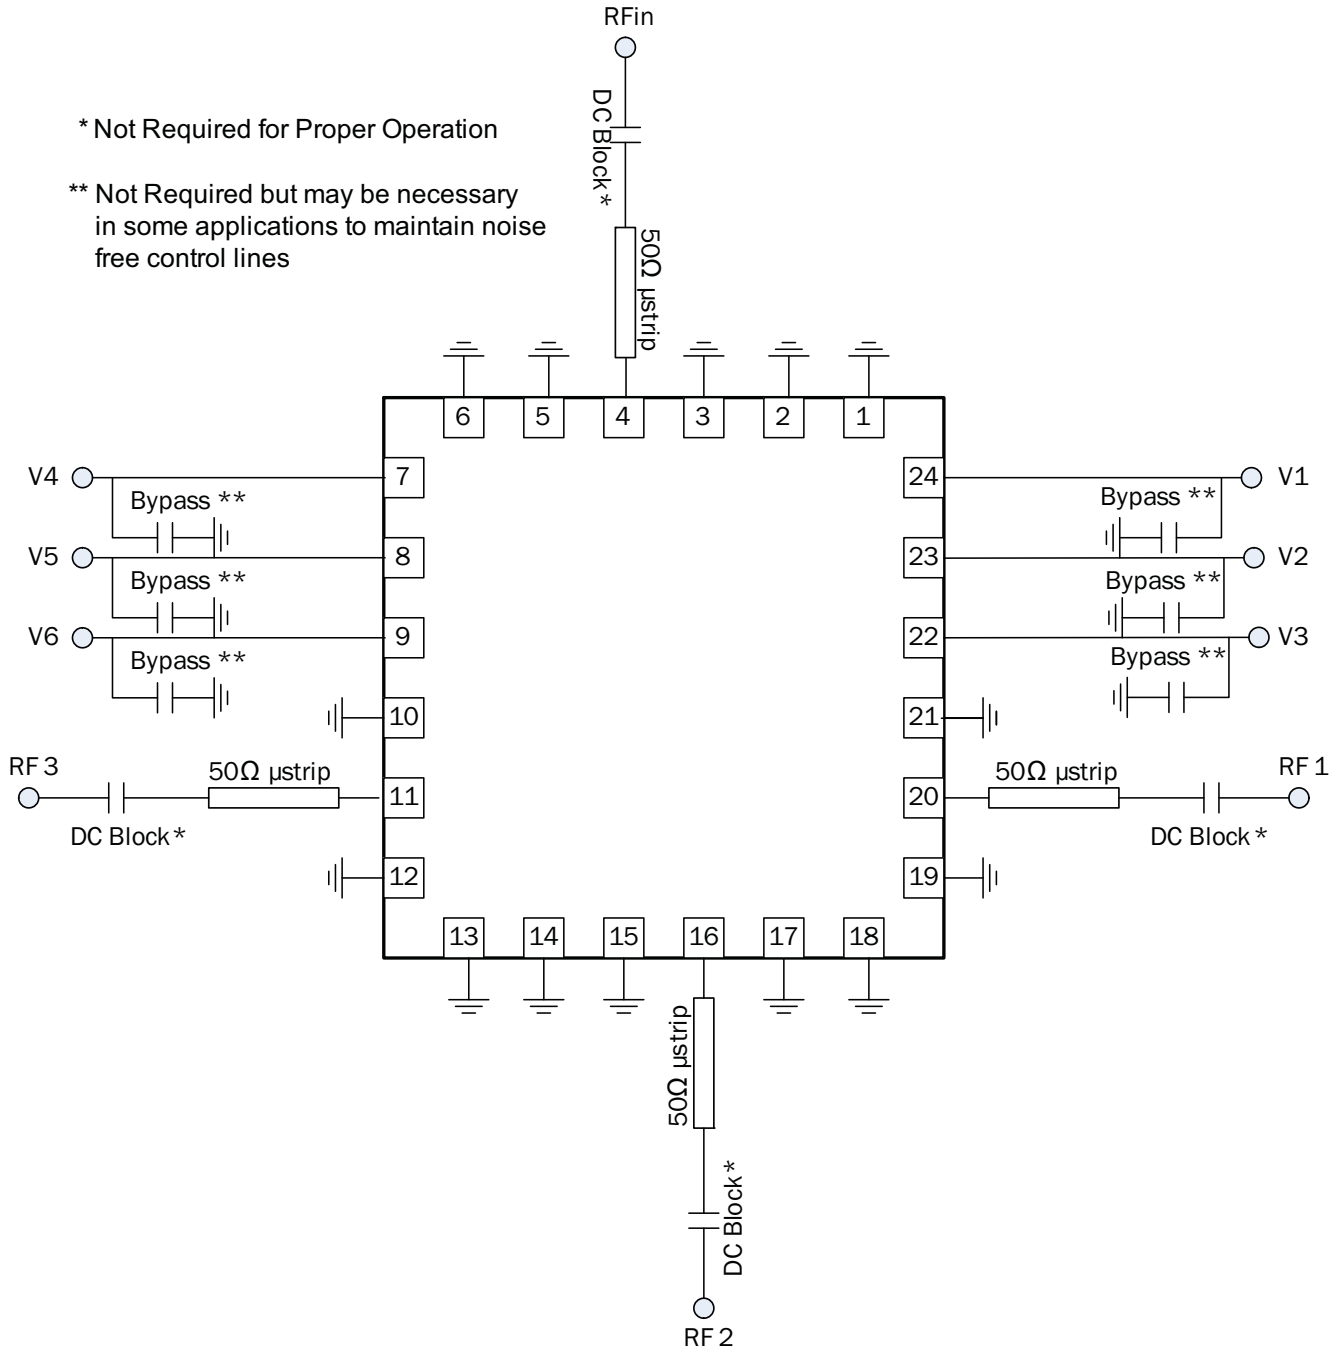 RFin
DC Block*
* Not Required for Proper Operation
** Not Required but may be necessary
in some applications to maintain noise
free control lines
50Ω µstrip
6 5 4 3 2 1
V4 7 24 V1
Bypass ** Bypass **
V5 8 23 V2
Bypass ** Bypass **
V6 9 22 V3
Bypass ** Bypass **
10 21
RF 3 50Ω µstrip 11 20 50Ω µstrip RF 1
DC Block* DC Block*
12 19
13 14 15 16 17 18
50Ω µstrip
DC Block*
RF 2